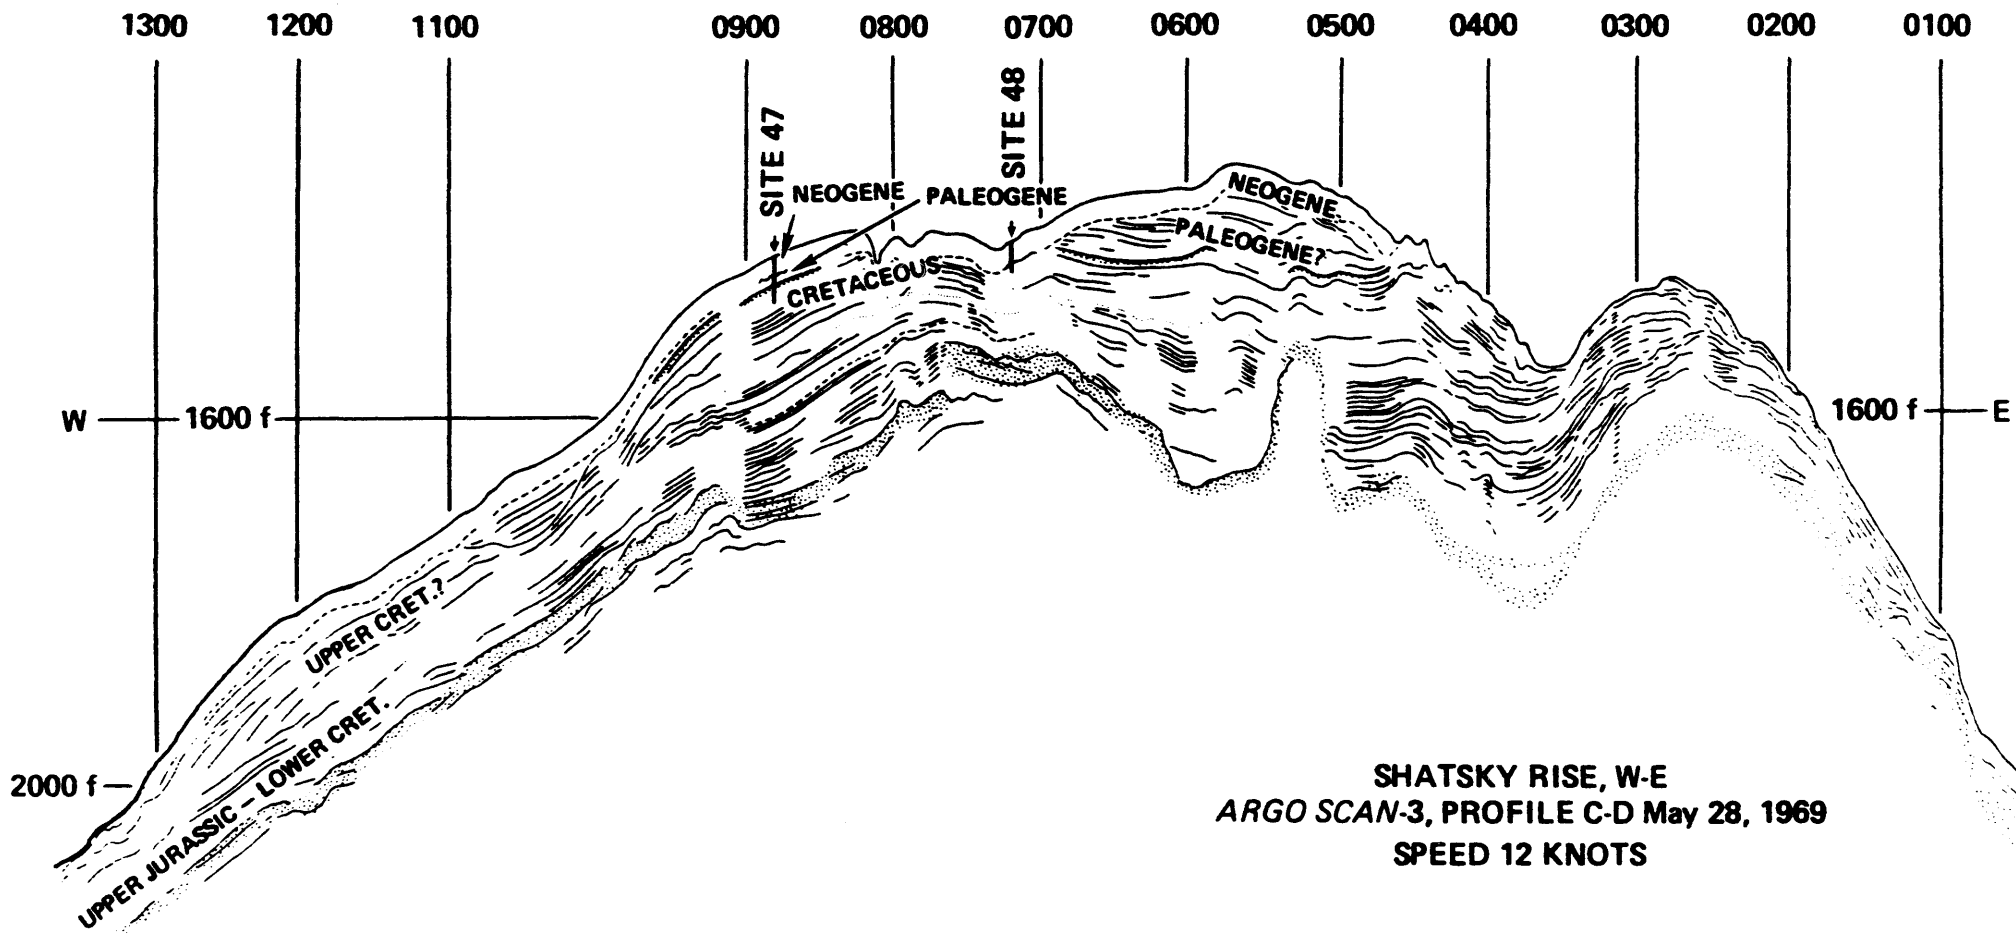 1300 1200 1100 0900 0800 0700 0600 0500 0400 0300 0200 0100
SITE 47
SITE 48
NEOGENE
PALEOGENE
NEOGENE
PALEOGENE?
CRETACEOUS
W 1600 f
1600 f E
UPPER CRET.?
UPPER JURASSIC – LOWER CRET.
2000 f
SHATSKY RISE, W-E
ARGO SCAN-3, PROFILE C-D May 28, 1969
SPEED 12 KNOTS